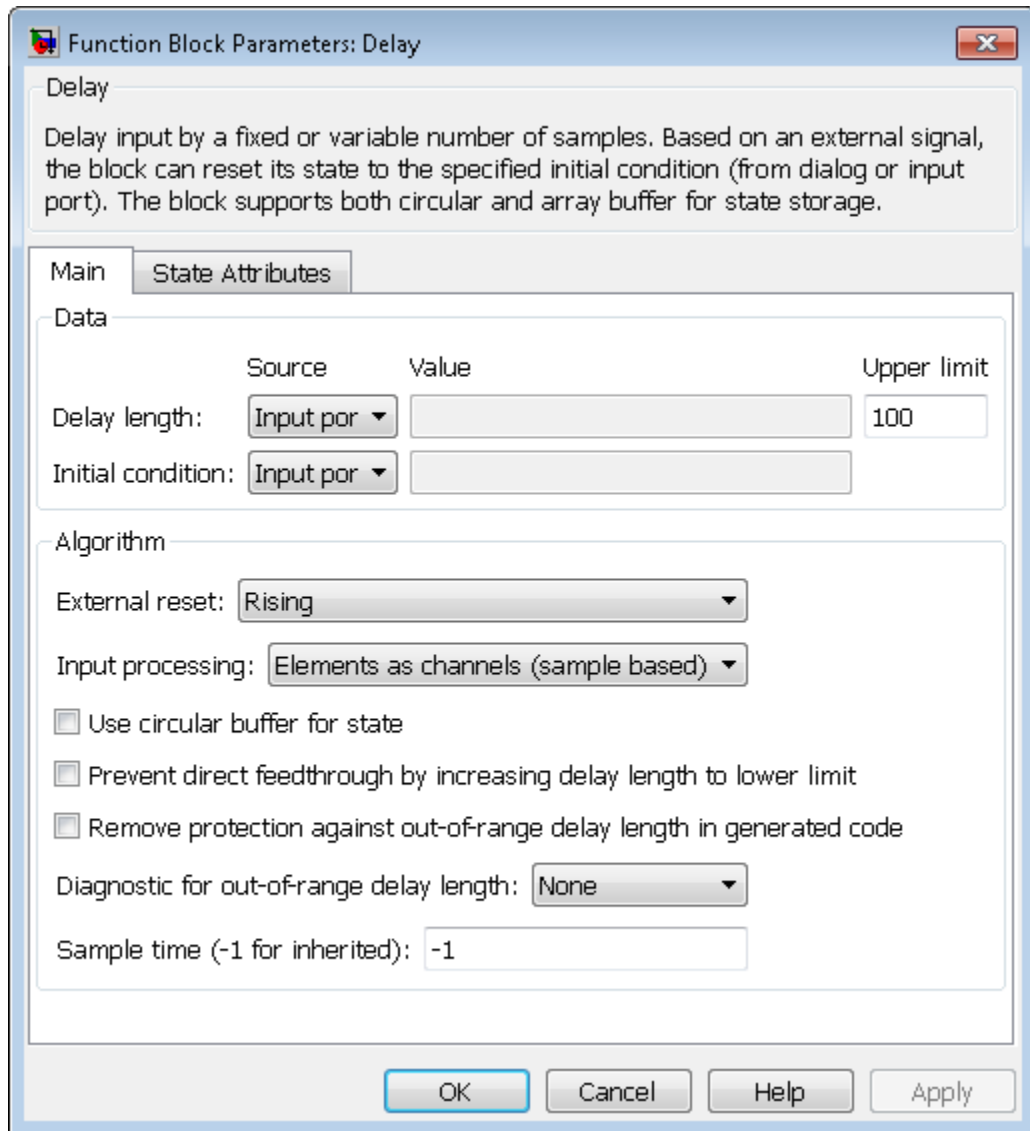 Function Block Parameters: Delay
Delay
Delay input by a fixed or variable number of samples. Based on an external signal,
the block can reset its state to the specified initial condition (from dialog or input
port). The block supports both circular and array buffer for state storage.
Main State Attributes
Data
Source Value Upper limit
Delay length: Input por 100
Initial condition: Input por
Algorithm
External reset: Rising
Input processing: Elements as channels (sample based)
Use circular buffer for state
Prevent direct feedthrough by increasing delay length to lower limit
Remove protection against out-of-range delay length in generated code
Diagnostic for out-of-range delay length: None
Sample time (-1 for inherited): -1
OK Cancel Help Apply